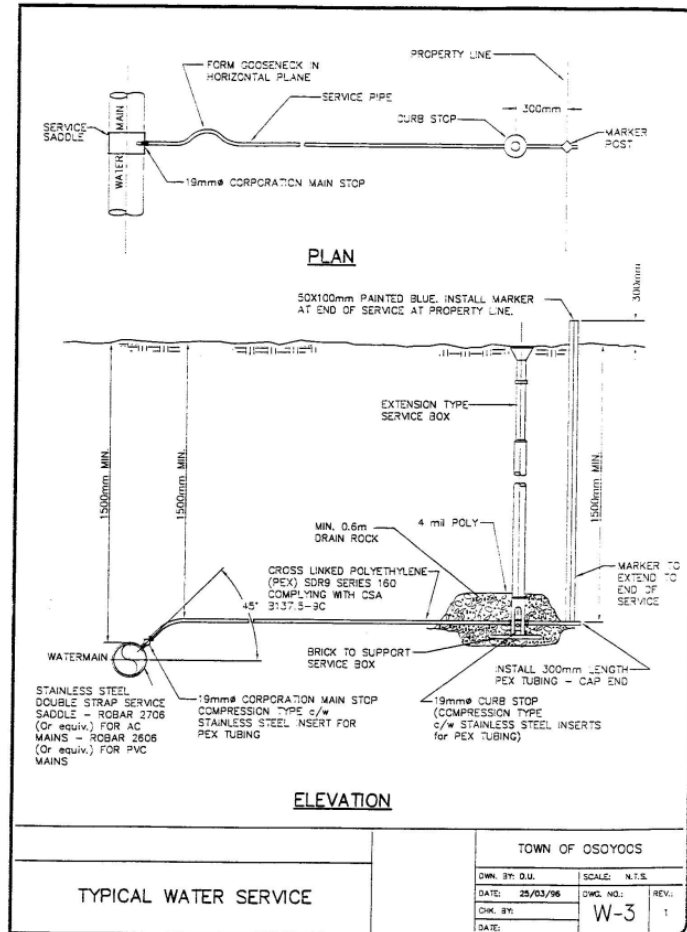 FORM GOOSENECK IN
HORIZONTAL PLANE
PROPERTY LINE
SERVICE PIPE
300mm
CURB STOP
SERVICE
SADDLE
MAIN
WATER
MARKER
POST
19mmø CORPORATION MAIN STOP
PLAN
50X100mm PAINTED BLUE. INSTALL MARKER
AT END OF SERVICE AT PROPERTY LINE.
300mm
EXTENSION TYPE
SERVICE BOX
1500mm MIN.
1500mm MIN.
1500mm MIN.
MIN. 0.6m
DRAIN ROCK
4 mil POLY
CROSS LINKED POLYETHYLENE
(PEX) SDR9 SERIES 160
COMPLYING WITH CSA
B137.5-9C
MARKER TO
EXTEND TO
END OF
SERVICE
45°
WATERMAIN
BRICK TO SUPPORT
SERVICE BOX
INSTALL 300mm LENGTH
PEX TUBING - CAP END
STAINLESS STEEL
DOUBLE STRAP SERVICE
SADDLE - ROBAR 2706
(Or equiv.) FOR AC
MAINS - ROBAR 2606
(Or equiv.) FOR PVC
MAINS
19mmø CORPORATION MAIN STOP
COMPRESSION TYPE c/w
STAINLESS STEEL INSERT FOR
PEX TUBING
19mmø CURB STOP
(COMPRESSION TYPE
c/w STAINLESS STEEL INSERTS
for PEX TUBING)
ELEVATION
TYPICAL WATER SERVICE
TOWN OF OSOYOOS
DWN. BY: D.U.
SCALE: N.T.S.
DATE: 25/03/96
DWG. NO.:
REV.:
CHK. BY:
W-3
1
DATE: